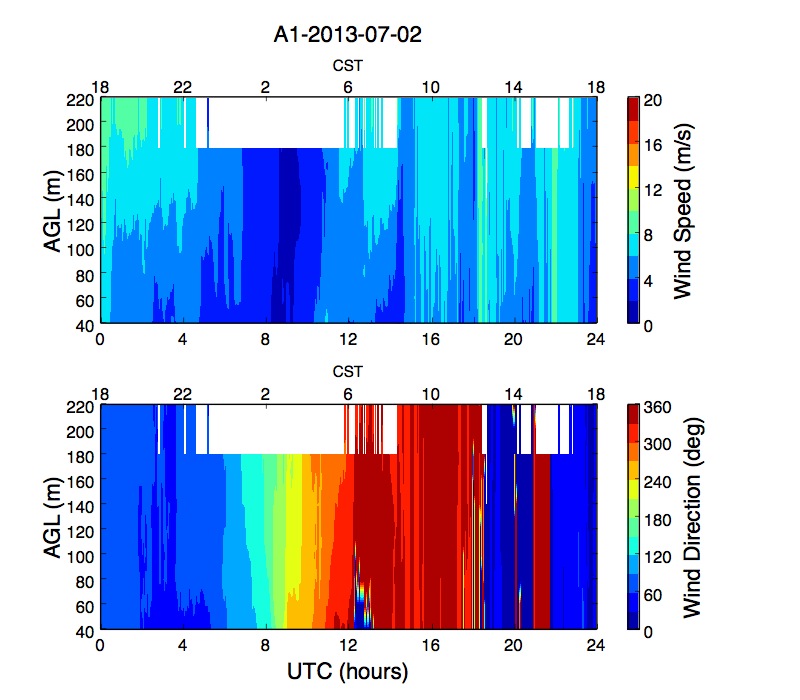 A1-2013-07-02
CST
18 22 2 6 10 14 18
220
200
180
160
140
120
100
80
60
40
AGL (m)
0 4 8 12 16 20 24
20
16
12
8
4
0
Wind Speed (m/s)
CST
18 22 2 6 10 14 18
220
200
180
160
140
120
100
80
60
40
AGL (m)
0 4 8 12 16 20 24
UTC (hours)
360
300
240
180
120
60
0
Wind Direction (deg)